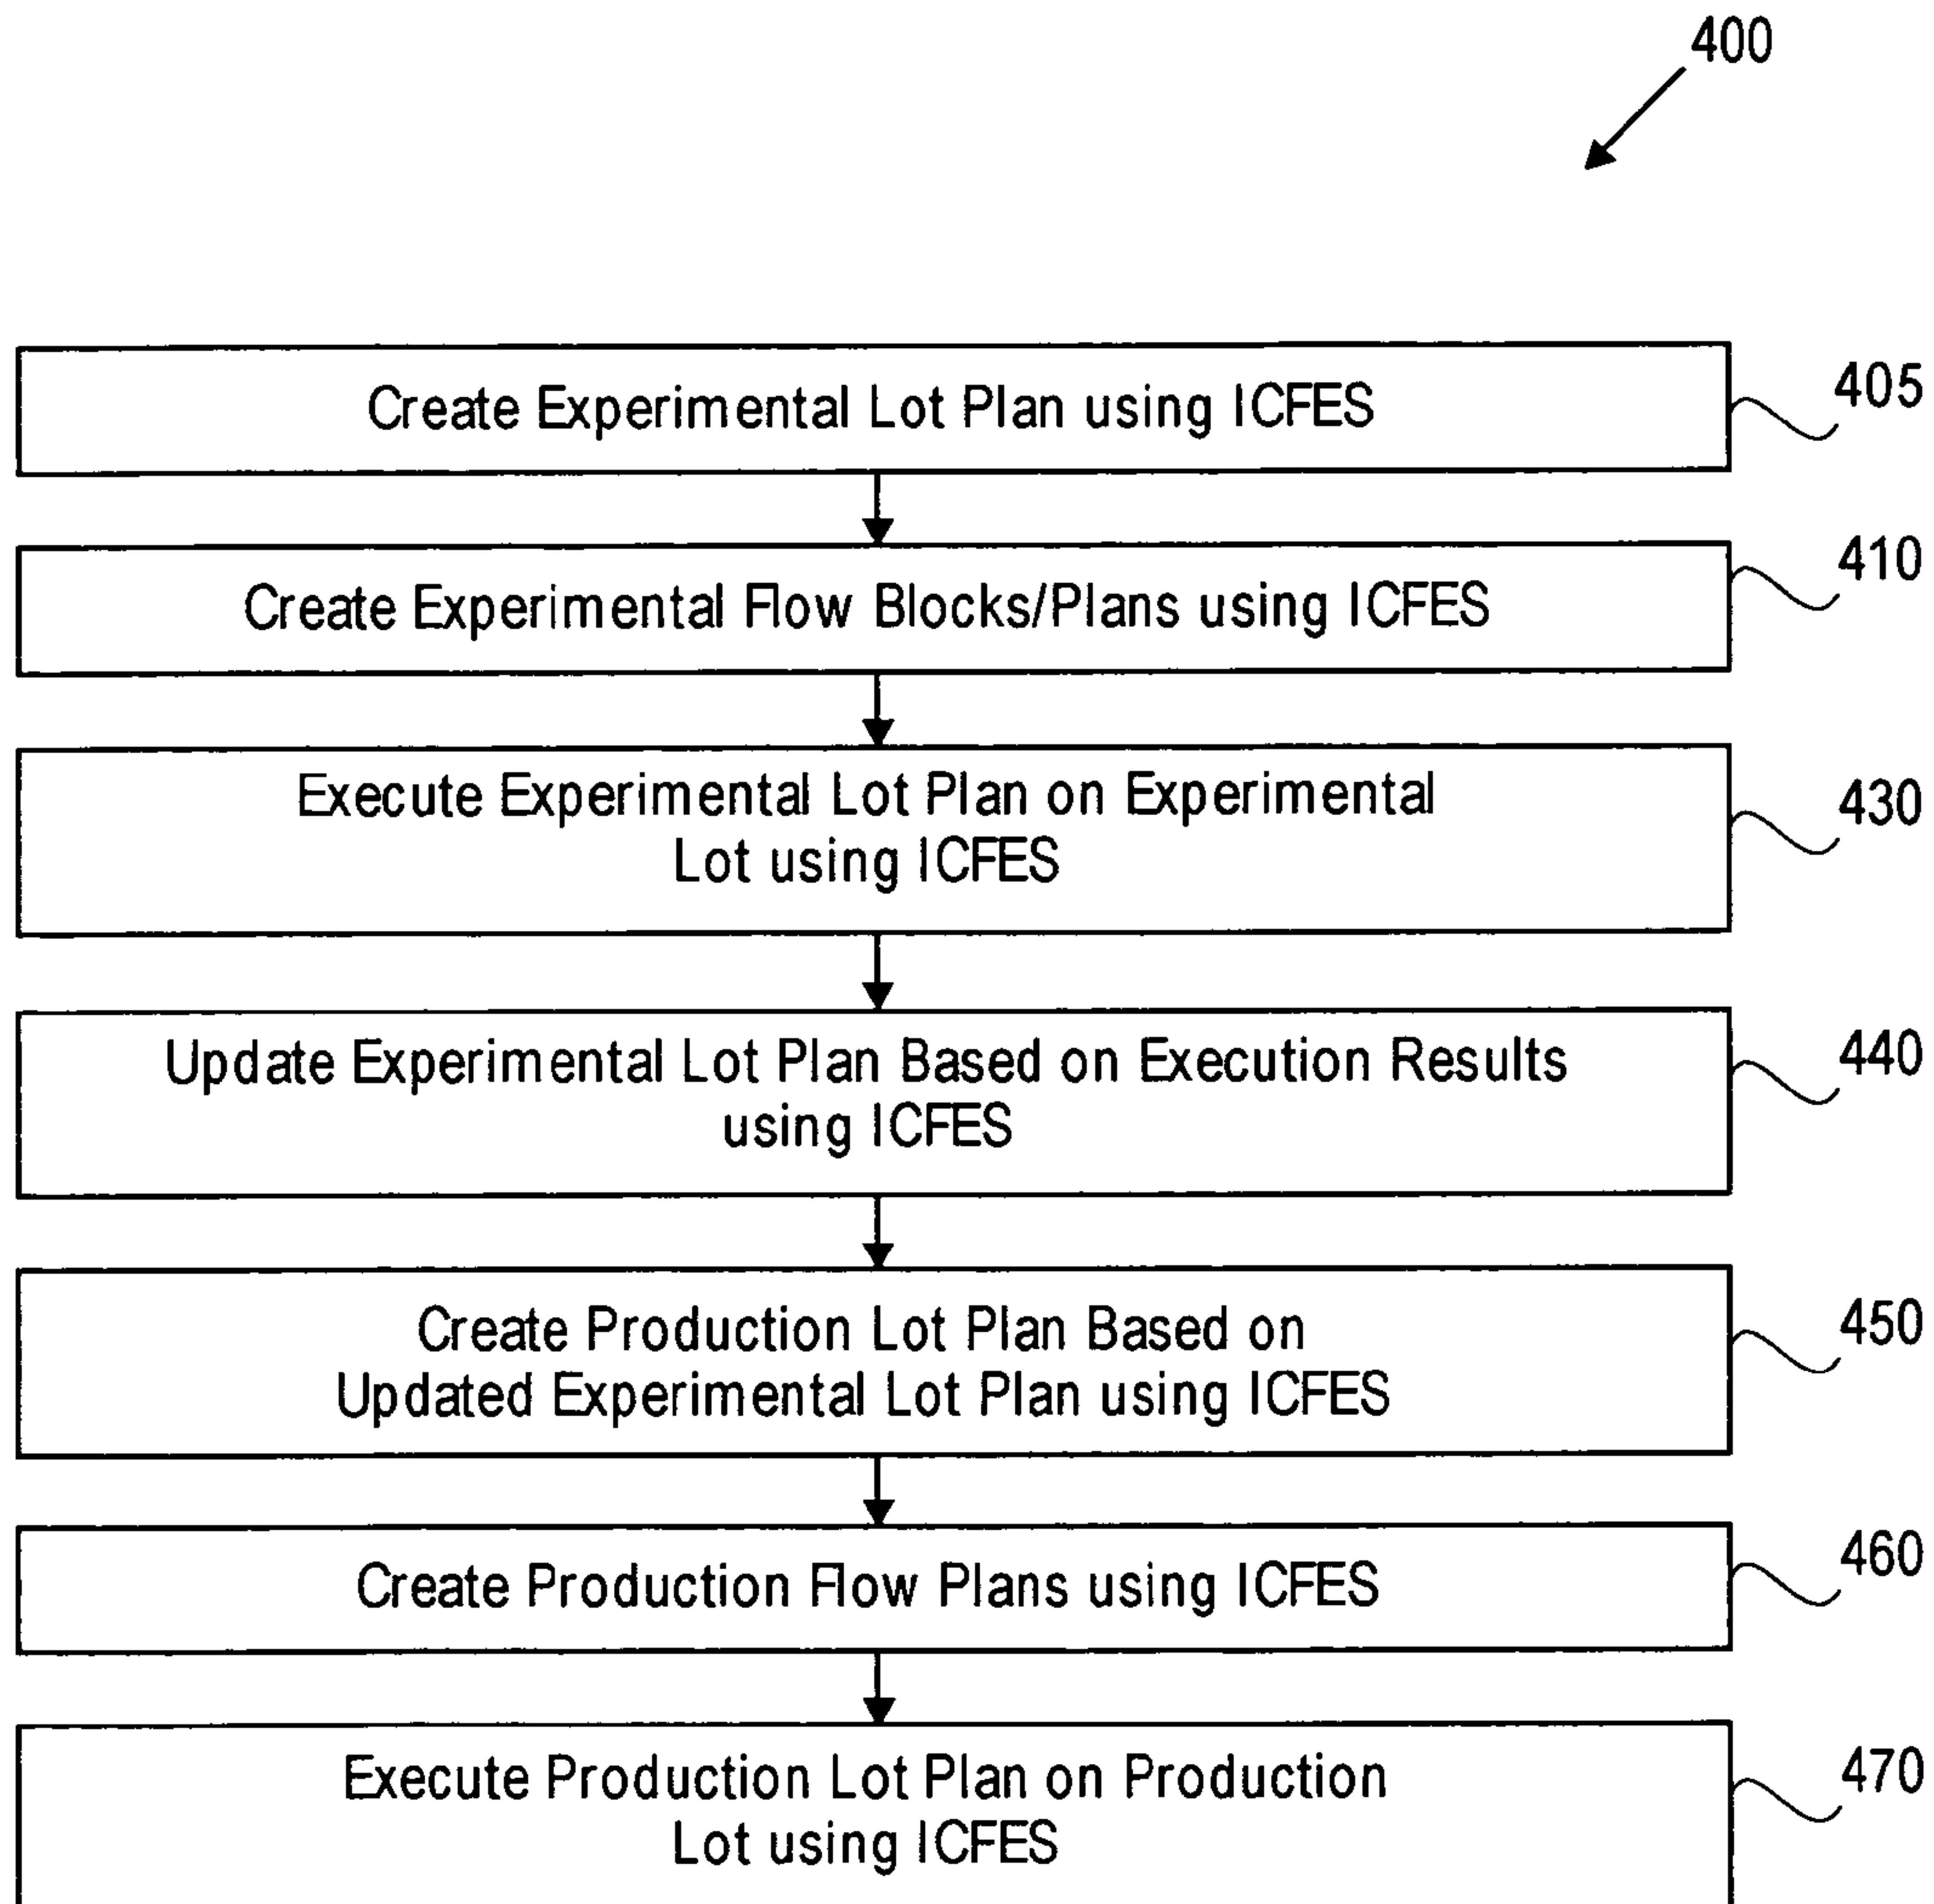 400
Create Experimental Lot Plan using ICFES
405
Create Experimental Flow Blocks/Plans using ICFES
410
Execute Experimental Lot Plan on Experimental
Lot using ICFES
430
Update Experimental Lot Plan Based on Execution Results
using ICFES
440
Create Production Lot Plan Based on
Updated Experimental Lot Plan using ICFES
450
Create Production Flow Plans using ICFES
460
Execute Production Lot Plan on Production
Lot using ICFES
470